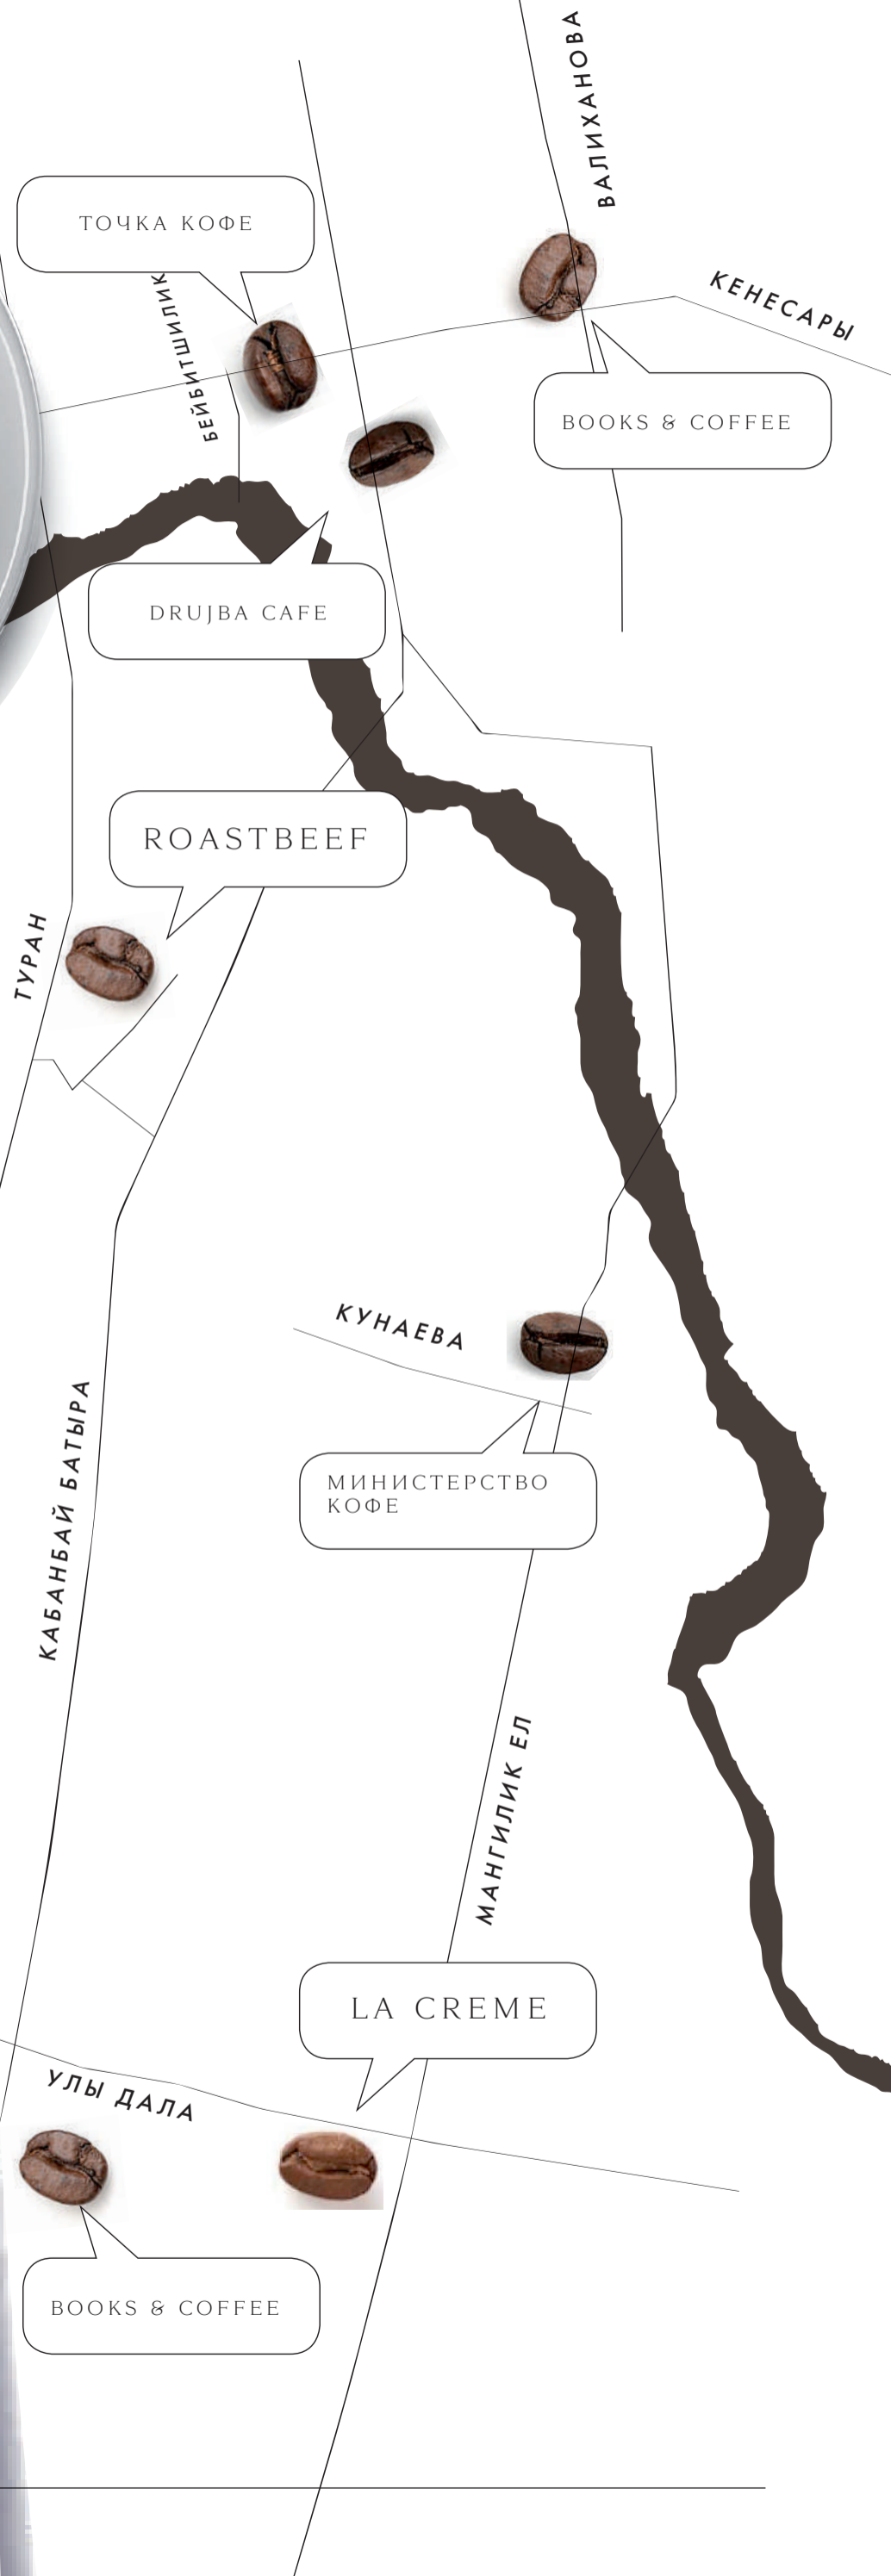 ВАЛИХАНОВА
ТОЧКА КОФЕ
КЕНЕСАРЫ
БЕЙБИТШИЛИК
BOOKS & COFFEE
DRUJBA CAFE
ROASTBEEF
ТУРАН
КУНАЕВА
КАБАНБАЙ БАТЫРА
МИНИСТЕРСТВО
КОФЕ
МАНГИЛИК ЕЛ
LA CREME
УЛЫ ДАЛА
BOOKS & COFFEE